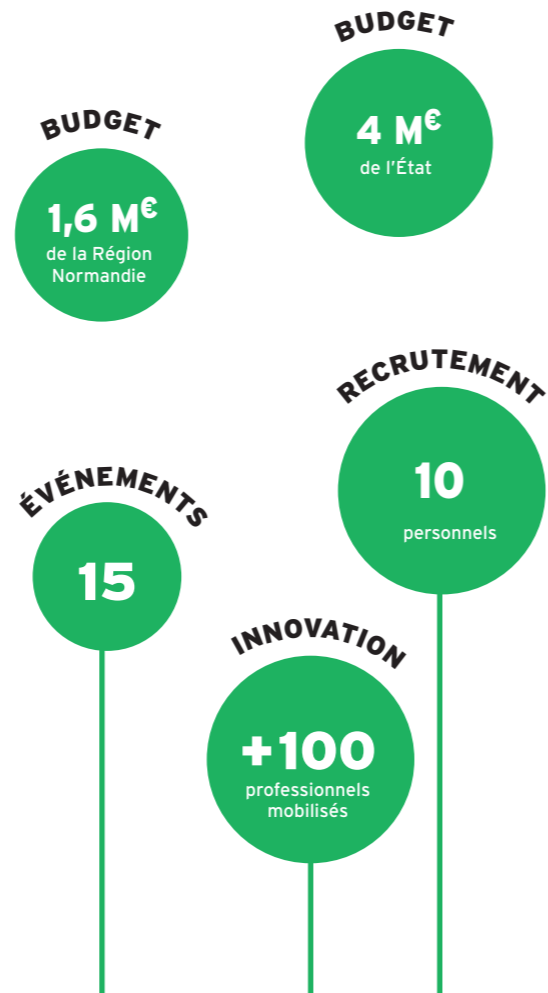 BUDGET
4 M€
de l’État
BUDGET
1,6 M€
de la Région
Normandie
RECRUTEMENT
10
personnels
ÉVÉNEMENTS
15
INNOVATION
+100
professionnels
mobilisés